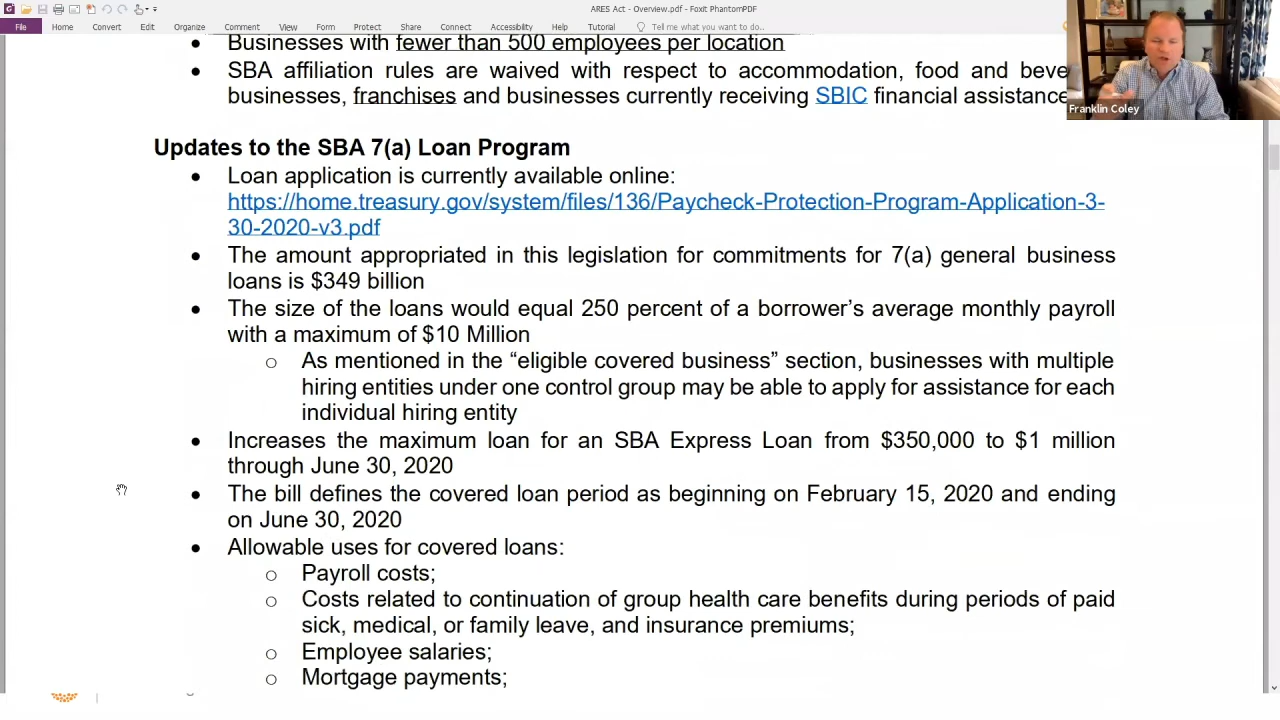 ARES Act - Overview.pdf - Foxit PhantomPDF
File Home Convert Edit Organize Comment View Form Protect Share Connect Accessibility Help Tutorial Tell me what you want to do..
• Businesses with fewer than 500 employees per location
• SBA affiliation rules are waived with respect to accommodation, food and beve
businesses, franchises and businesses currently receiving SBIC financial assistance
Franklin Coley
Updates to the SBA 7(a) Loan Program
• Loan application is currently available online:
https://home.treasury.gov/system/files/136/Paycheck-Protection-Program-Application-3-
30-2020-v3.pdf
• The amount appropriated in this legislation for commitments for 7(a) general business
loans is $349 billion
• The size of the loans would equal 250 percent of a borrower’s average monthly payroll
with a maximum of $10 Million
o As mentioned in the “eligible covered business” section, businesses with multiple
hiring entities under one control group may be able to apply for assistance for each
individual hiring entity
• Increases the maximum loan for an SBA Express Loan from $350,000 to $1 million
through June 30, 2020
• The bill defines the covered loan period as beginning on February 15, 2020 and ending
on June 30, 2020
• Allowable uses for covered loans:
o Payroll costs;
o Costs related to continuation of group health care benefits during periods of paid
sick, medical, or family leave, and insurance premiums;
o Employee salaries;
o Mortgage payments;